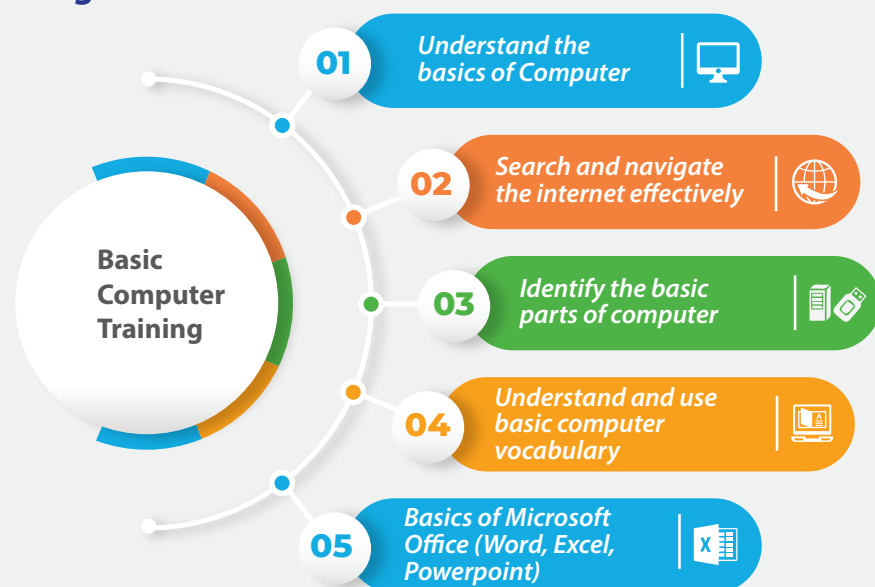 Basic
Computer
Training
01
Understand the
basics of Computer
02
Search and navigate
the internet effectively
03
Identify the basic
parts of computer
04
Understand and use
basic computer
vocabulary
05
Basics of Microsoft
Office (Word, Excel,
Powerpoint)
X